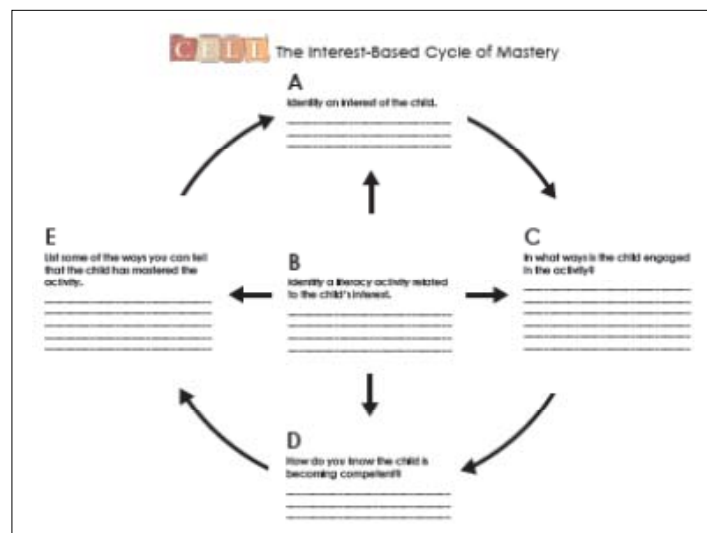 CELL The Interest-Based Cycle of Mastery
A
Identify an interest of the child.
E
List some of the ways you can tell
that the child has mastered the
activity.
B
Identify a literacy activity related
to the child's interest.
C
In what ways is the child engaged
in the activity?
D
How do you know the child is
becoming competent?